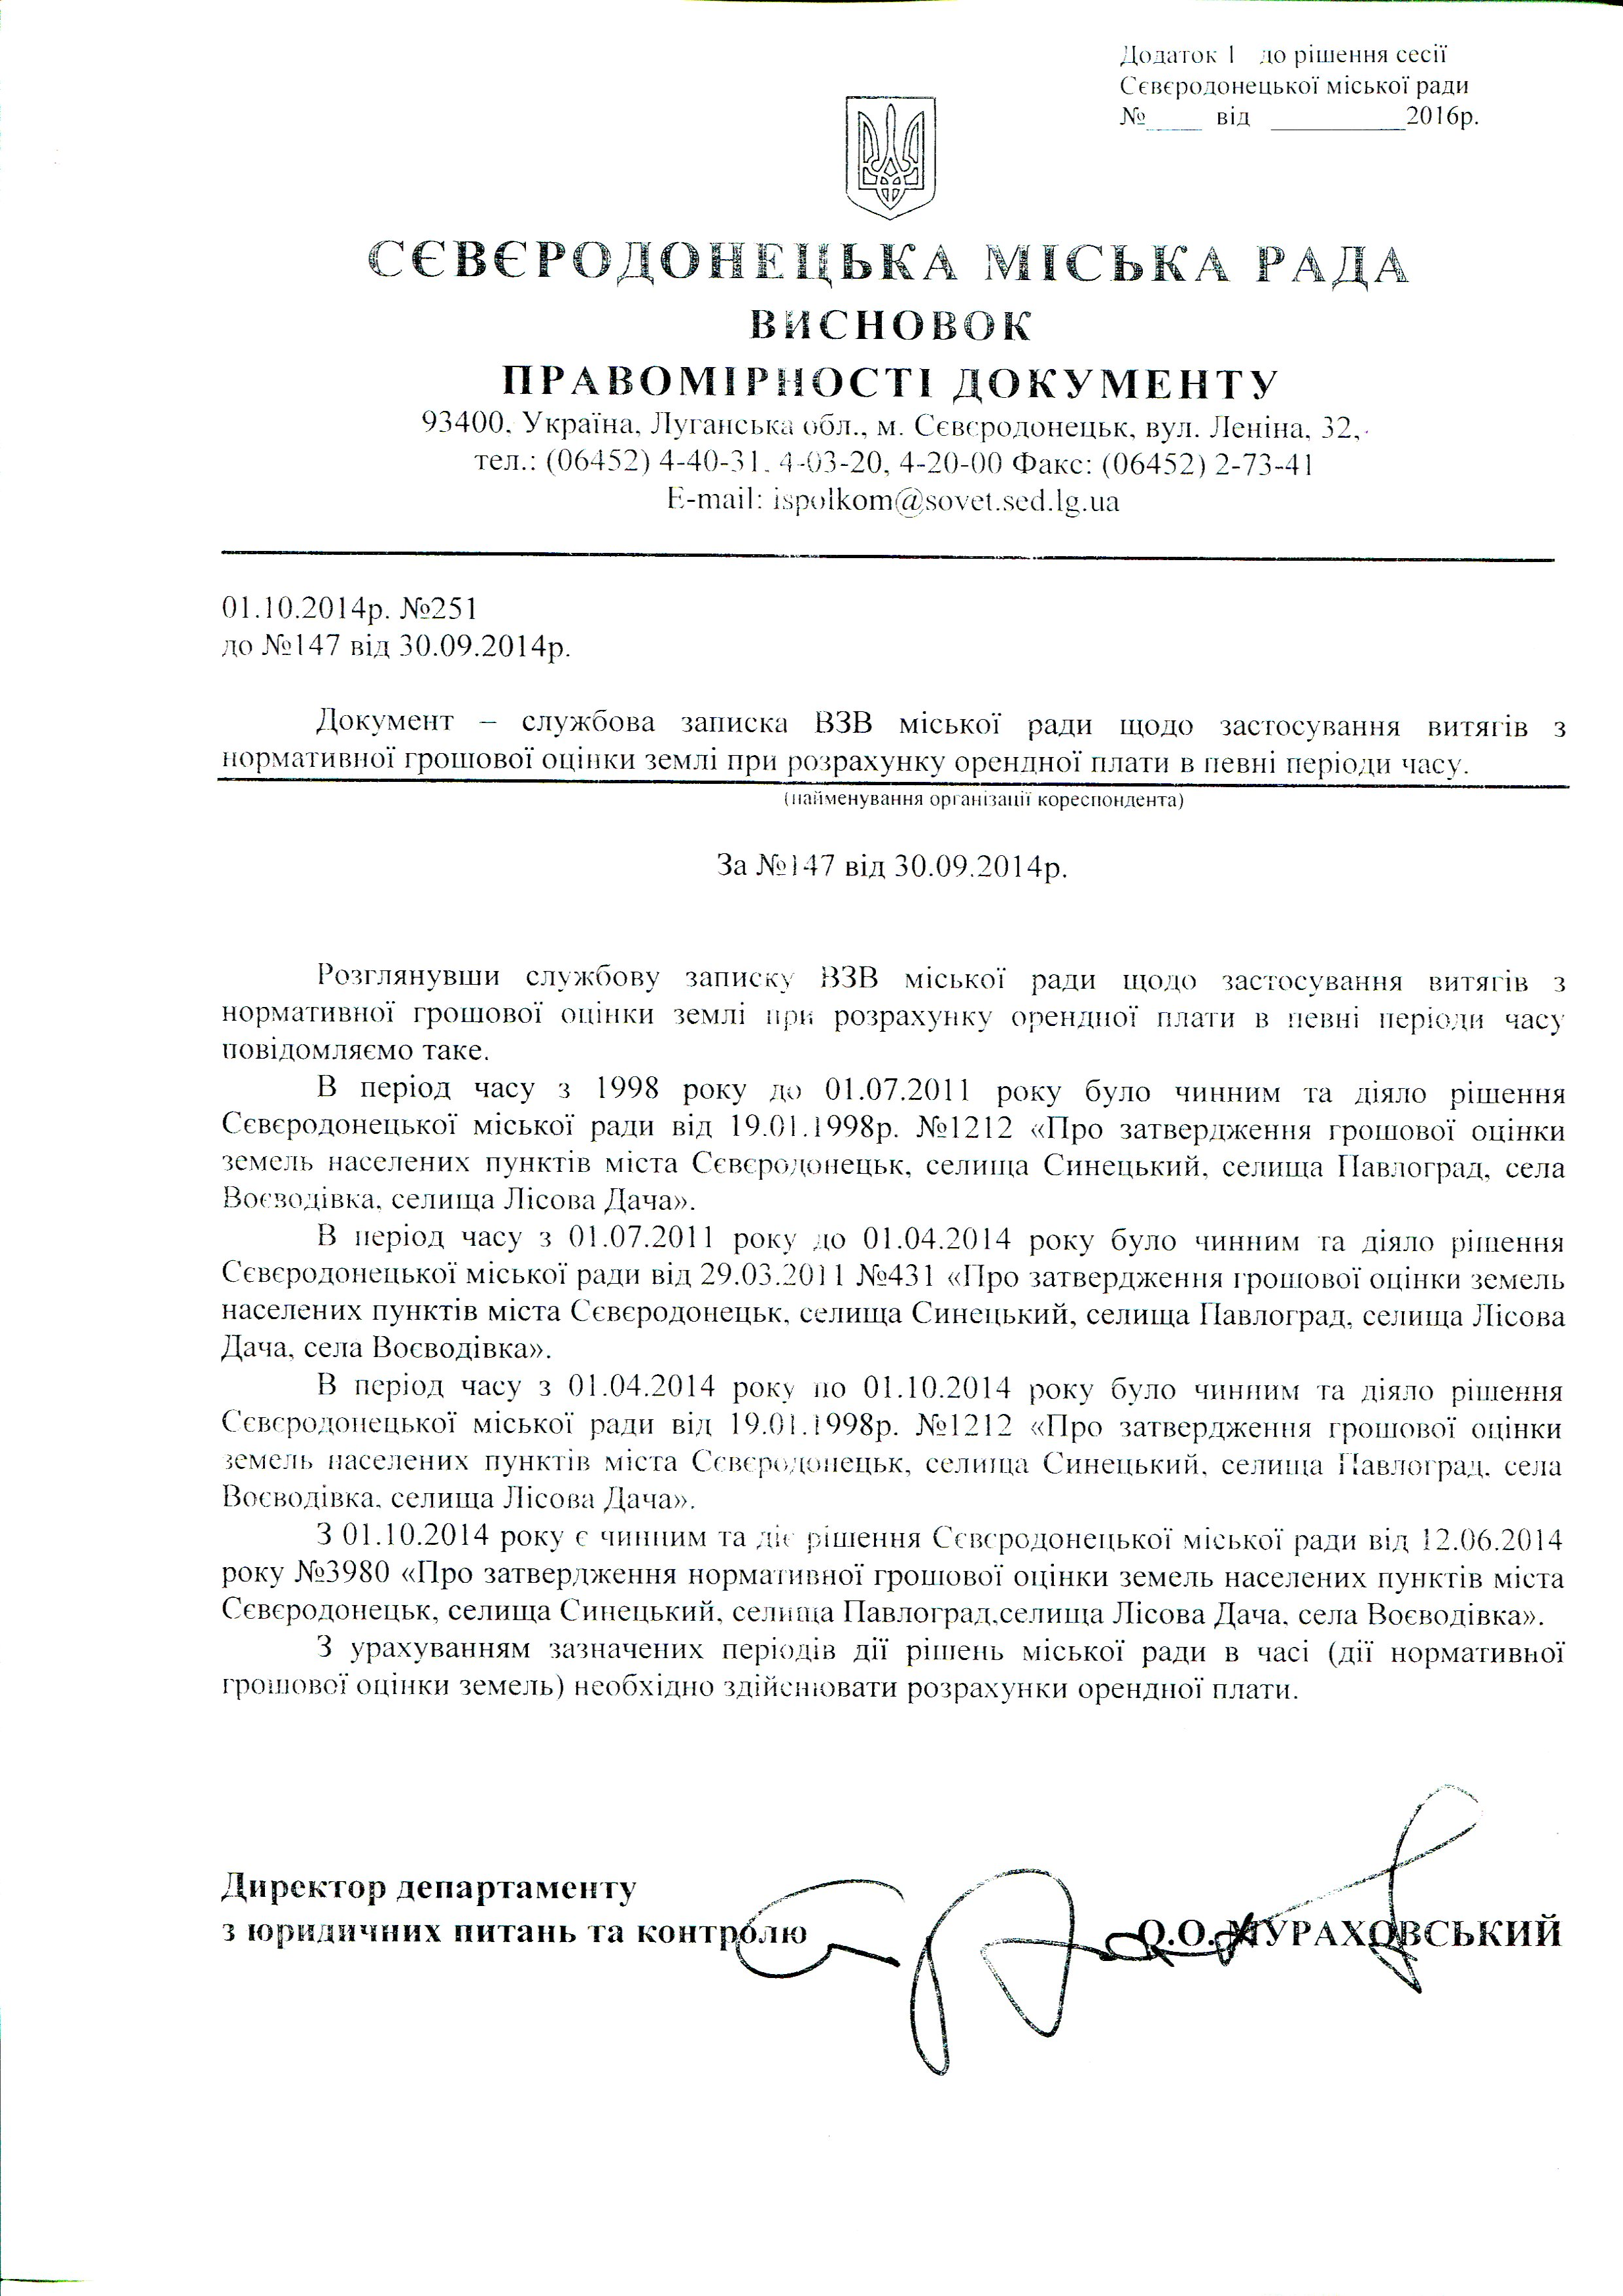 Додаток 1 до рішення сесії
Сєвєродонецької міської ради
№____ від __________2016р.
СЄВЄРОДОНЕЦЬКА МІСЬКА РАДА
ВИСНОВОК
ПРАВОМІРНОСТІ ДОКУМЕНТУ
93400, Україна, Луганська обл., м. Сєвєродонецьк, вул. Леніна, 32,
тел.: (06452) 4-40-31, 4-03-20, 4-20-00 Факс: (06452) 2-73-41
E-mail: ispolkom@sovet.sed.lg.ua
01.10.2014р. №251
до №147 від 30.09.2014р.
Документ – службова записка ВЗВ міської ради щодо застосування витягів з
нормативної грошової оцінки землі при розрахунку орендної плати в певні періоди часу.
(найменування організації кореспондента)
За №147 від 30.09.2014р.
Розглянувши службову записку ВЗВ міської ради щодо застосування витягів з
нормативної грошової оцінки землі при розрахунку орендної плати в певні періоди часу
повідомляємо таке.
В період часу з 1998 року до 01.07.2011 року було чинним та діяло рішення
Сєвєродонецької міської ради від 19.01.1998р. №1212 «Про затвердження грошової оцінки
земель населених пунктів міста Сєвєродонецьк, селища Синецький, селища Павлоград, села
Воєводівка, селища Лісова Дача».
В період часу з 01.07.2011 року до 01.04.2014 року було чинним та діяло рішення
Сєвєродонецької міської ради від 29.03.2011 №431 «Про затвердження грошової оцінки земель
населених пунктів міста Сєвєродонецьк, селища Синецький, селища Павлоград, селища Лісова
Дача, села Воєводівка».
В період часу з 01.04.2014 року по 01.10.2014 року було чинним та діяло рішення
Сєвєродонецької міської ради від 19.01.1998р. №1212 «Про затвердження грошової оцінки
земель населених пунктів міста Сєвєродонецьк, селища Синецький, селища Павлоград, села
Воєводівка, селища Лісова Дача».
З 01.10.2014 року є чинним та діє рішення Сєвєродонецької міської ради від 12.06.2014
року №3980 «Про затвердження нормативної грошової оцінки земель населених пунктів міста
Сєвєродонецьк, селища Синецький, селища Павлоград,селища Лісова Дача, села Воєводівка».
З урахуванням зазначених періодів дії рішень міської ради в часі (дії нормативної
грошової оцінки земель) необхідно здійснювати розрахунки орендної плати.
Директор департаменту
з юридичних питань та контролю О.О. МУРАХОВСЬКИЙ